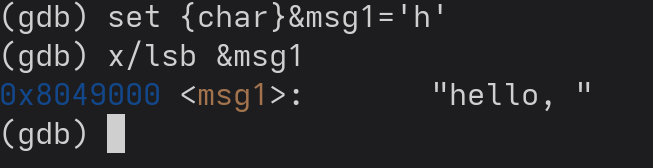 (gdb) set {char}&msg1='h'
(gdb) x/lsb &msg1
0x8049000 <msg1>:      "hello, "
(gdb)